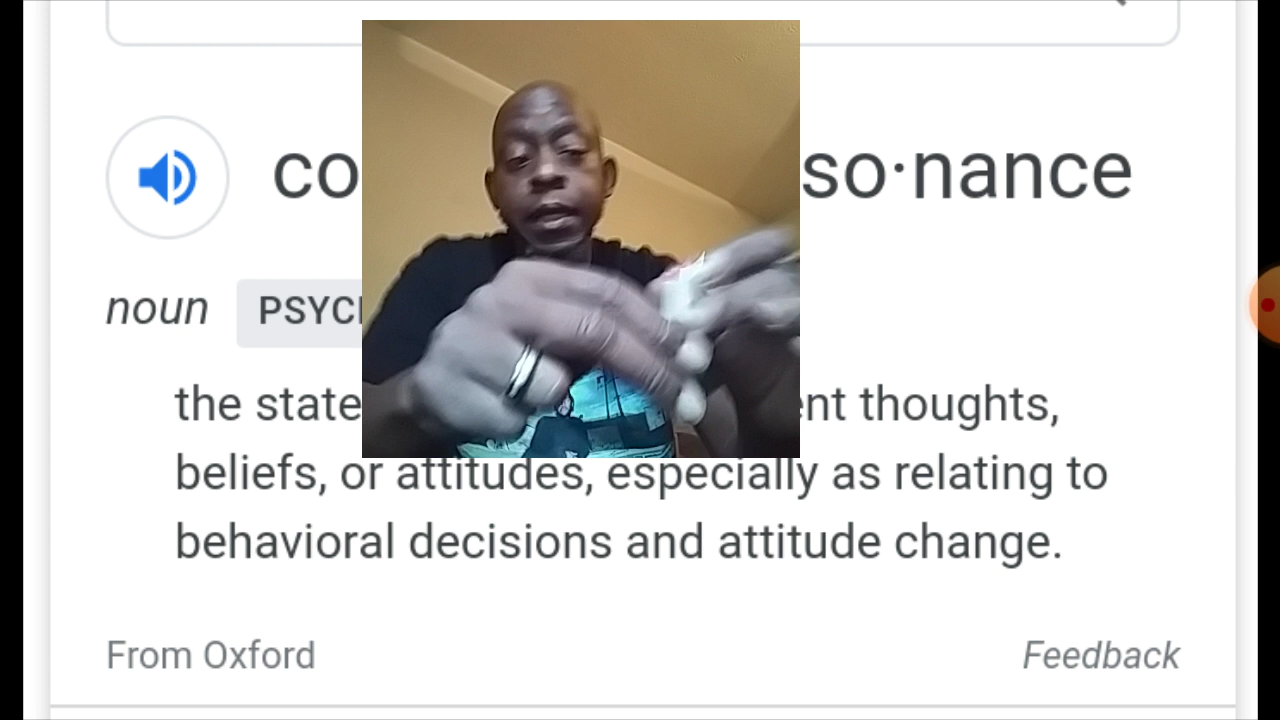 co so·nance
noun PSYC
the state ent thoughts,
beliefs, or attitudes, especially as relating to
behavioral decisions and attitude change.
From Oxford Feedback